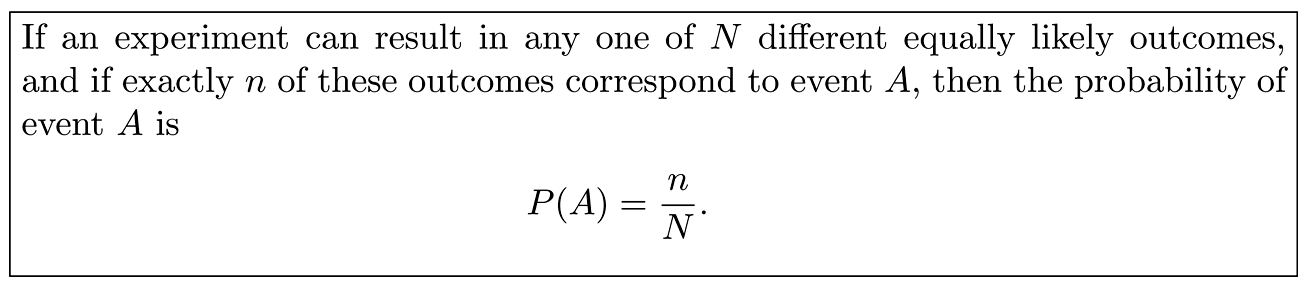 If an experiment can result in any one of N different equally likely outcomes,
and if exactly n of these outcomes correspond to event A, then the probability of
event A is
P(A) = n/N.